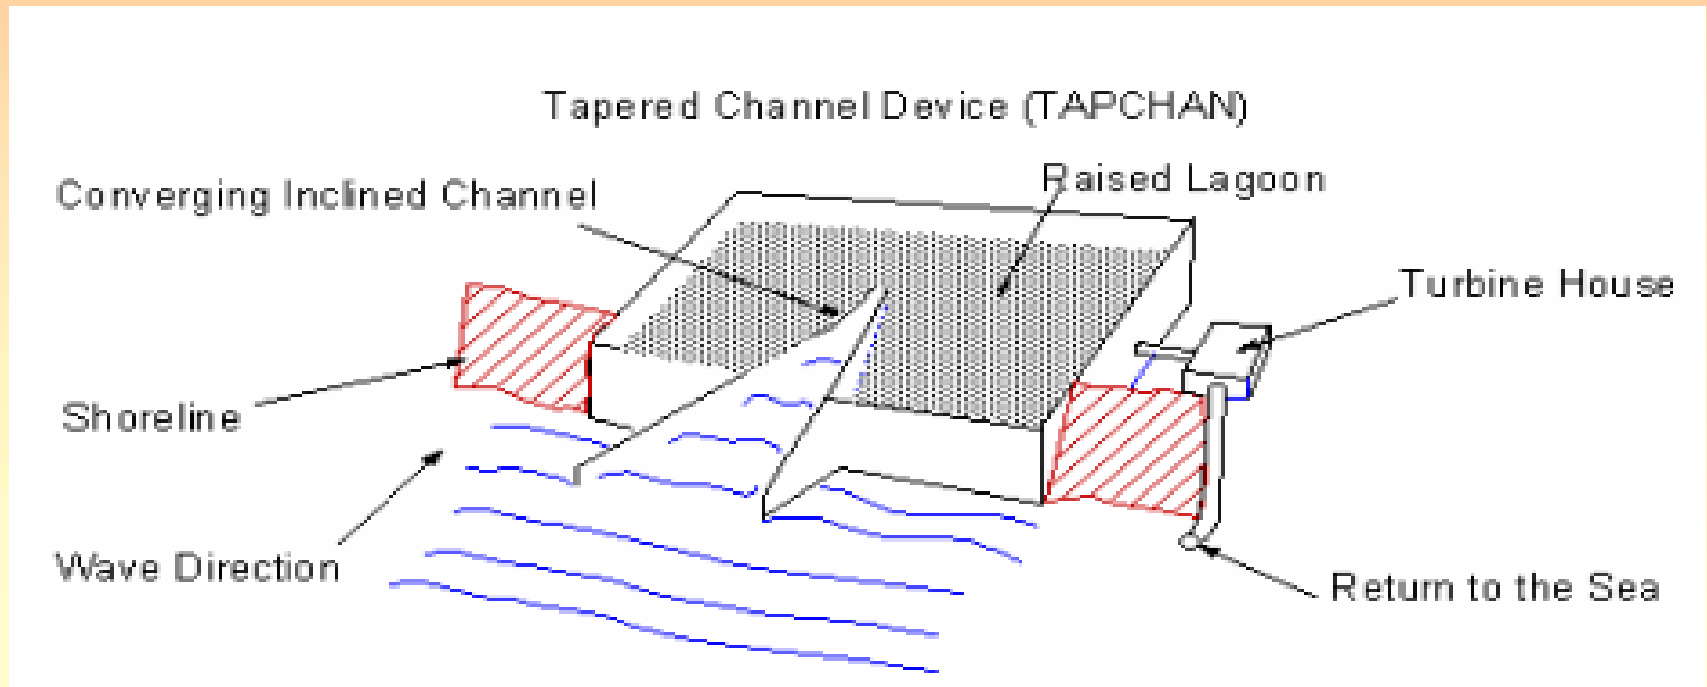 Tapered Channel Device (TAPCHAN)
Converging Inclined Channel
Raised Lagoon
Turbine House
Shoreline
Wave Direction
Return to the Sea